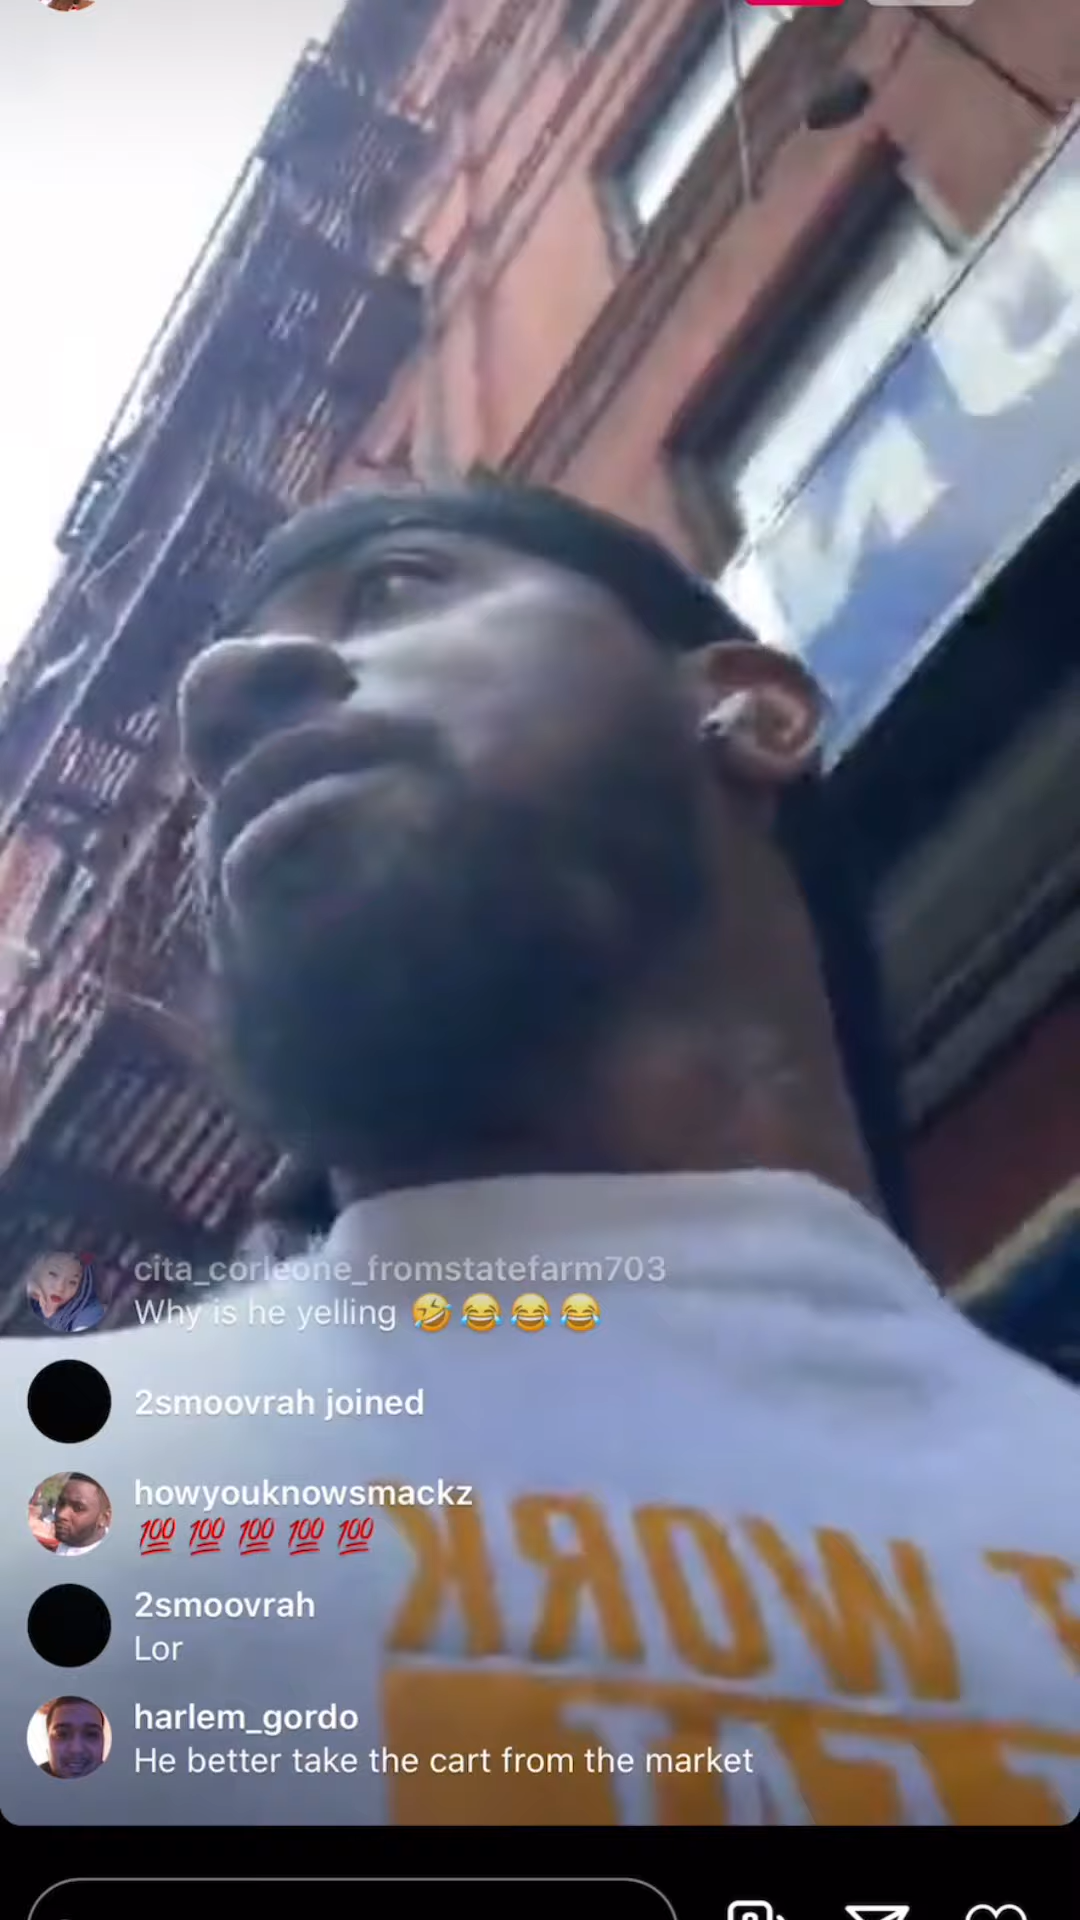 cita_corleone_fromstatefarm703
Why is he yelling 🤣😂😂😂
2smoovrah joined
howyouknowsmackz
💯💯💯💯💯
2smoovrah
Lor
harlem_gordo
He better take the cart from the market
WORK